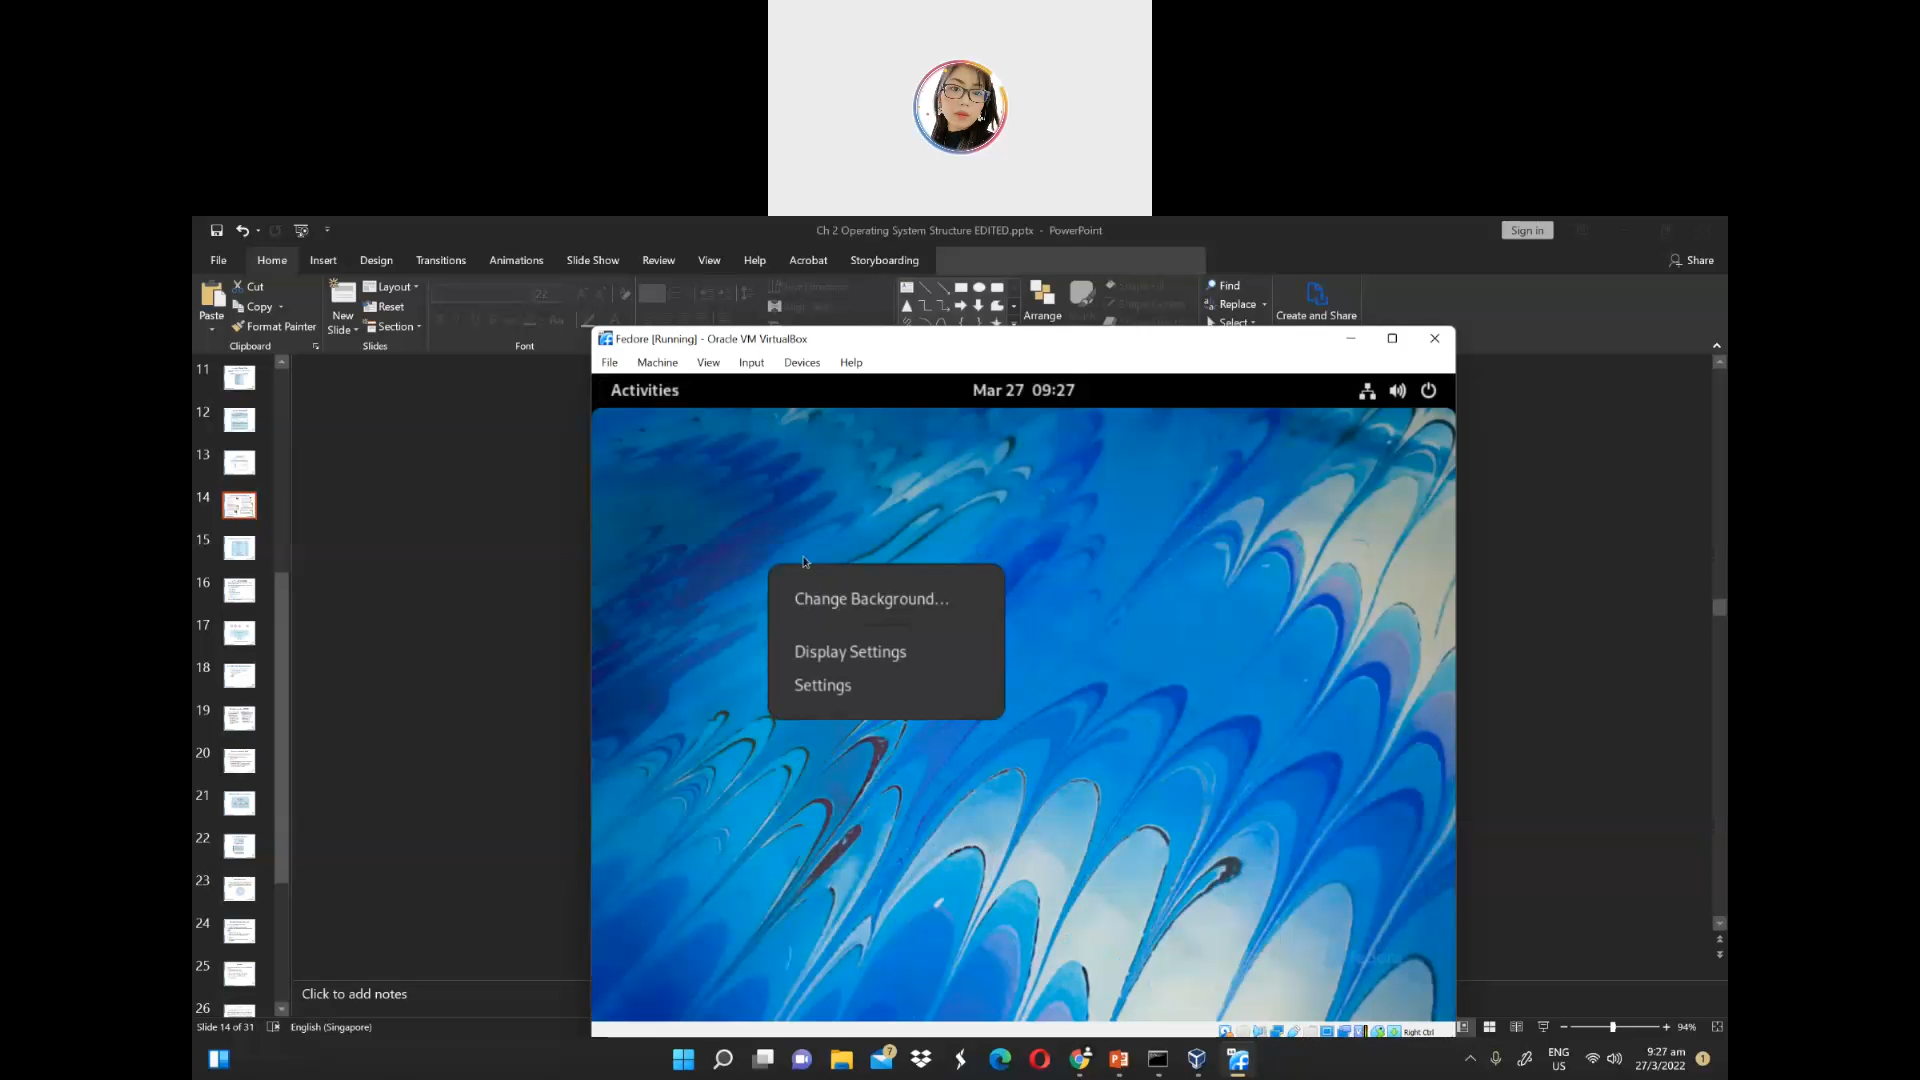 Ch 2 Operating System Structure EDITED.pptx - PowerPoint
Sign in
File Home Insert Design Transitions Animations Slide Show Review View Help Acrobat Storyboarding
Share
Paste
Cut
Copy
Format Painter
Clipboard
New
Slide
Layout
Reset
Section
Slides
22
Font
Arrange
Find
Replace
Select
Create and Share
Fedore [Running] - Oracle VM VirtualBox
File Machine View Input Devices Help
Activities
Mar 27 09:27
Change Background...
Display Settings
Settings
11
12
13
14
15
16
17
18
19
20
21
22
23
24
25
26
Click to add notes
Slide 14 of 31
English (Singapore)
Right Ctrl
94%
7
ENG
US
9:27 am
27/3/2022
1